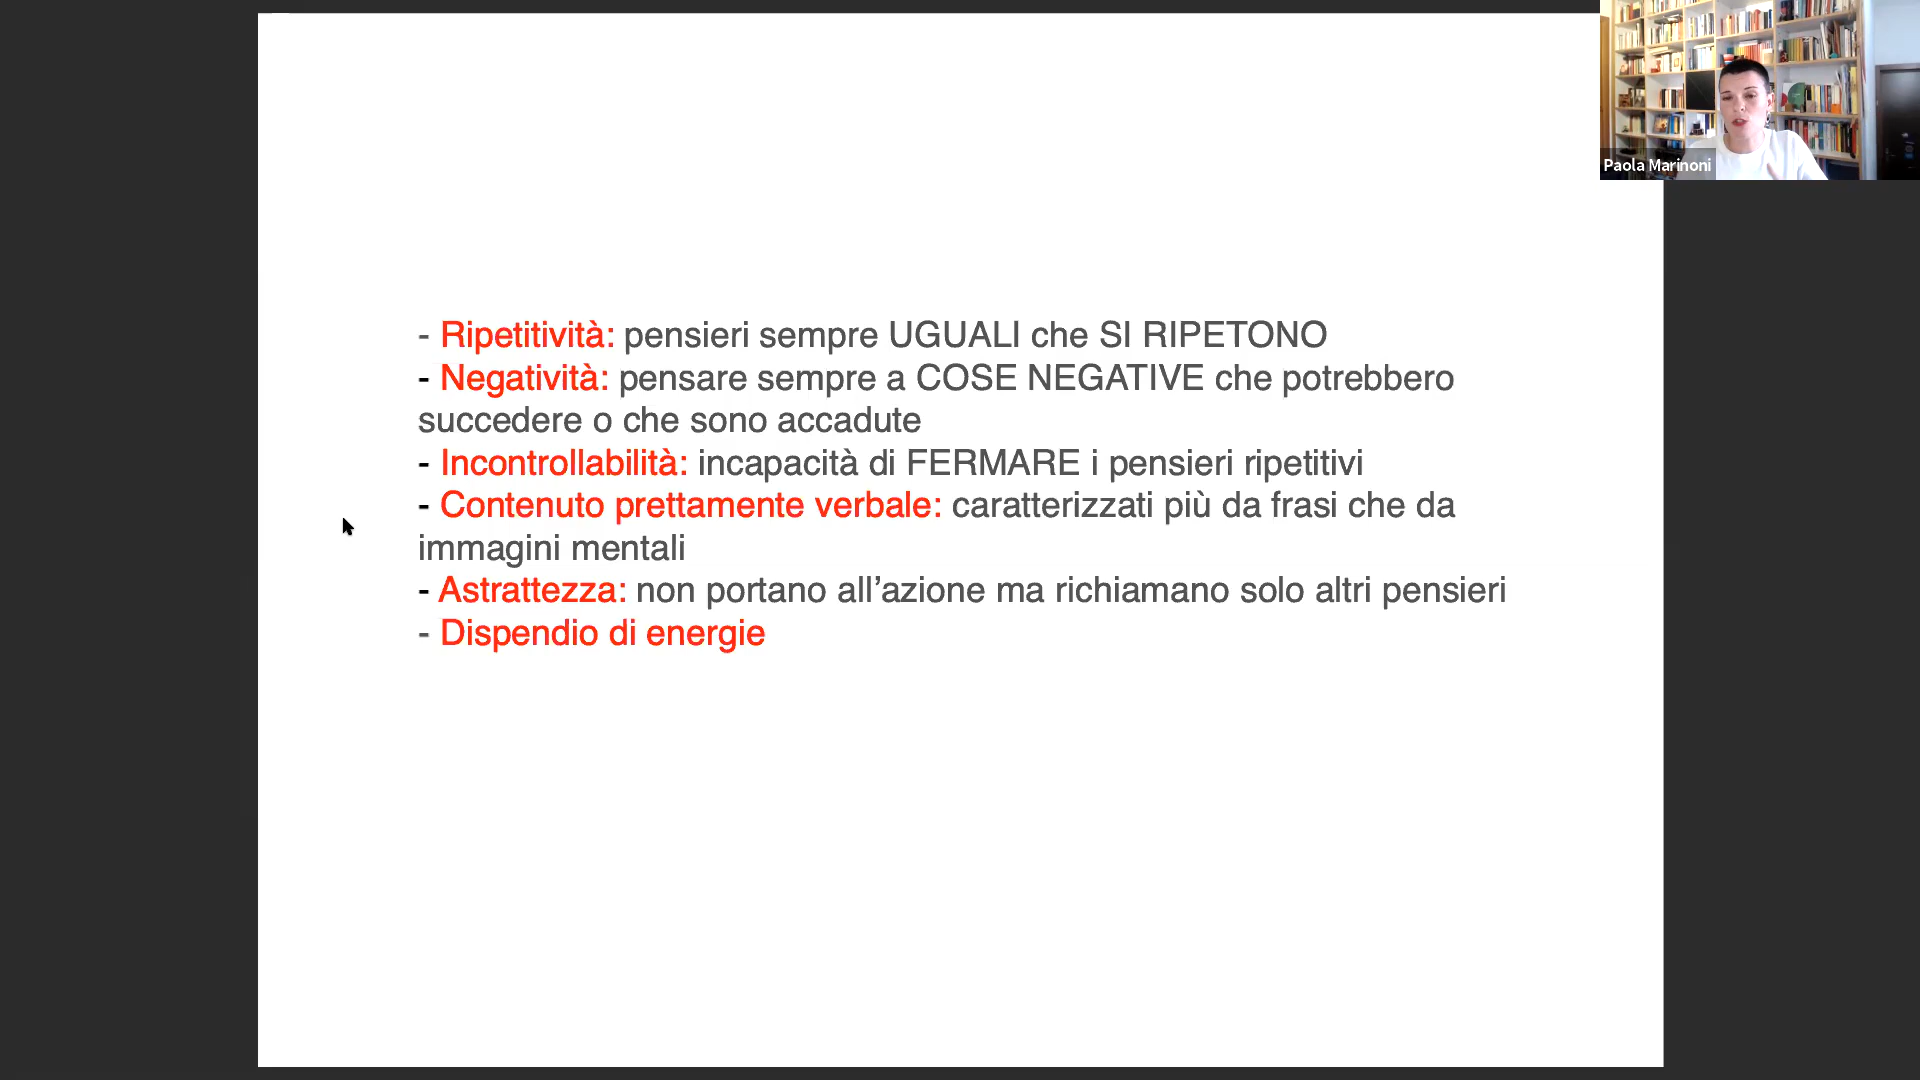 Paola Marinoni
- Ripetitività: pensieri sempre UGUALI che SI RIPETONO
- Negatività: pensare sempre a COSE NEGATIVE che potrebbero
succedere o che sono accadute
- Incontrollabilità: incapacità di FERMARE i pensieri ripetitivi
- Contenuto prettamente verbale: caratterizzati più da frasi che da
immagini mentali
- Astrattezza: non portano all’azione ma richiamano solo altri pensieri
- Dispendio di energie